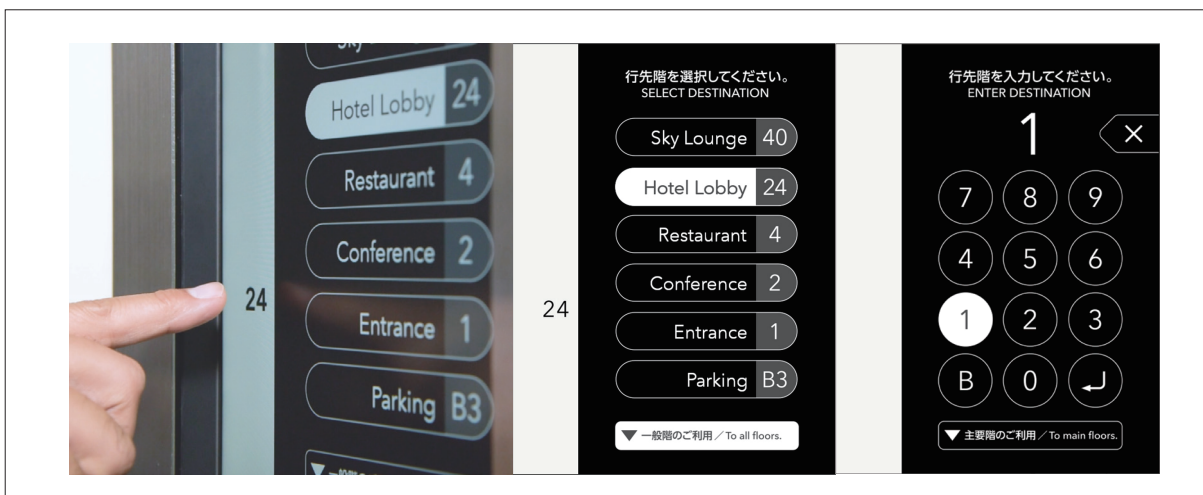 Hotel Lobby 24
Restaurant 4
Conference 2
24
Entrance 1
Parking B3
24
行先階を選択してください。
SELECT DESTINATION
Sky Lounge 40
Hotel Lobby 24
Restaurant 4
Conference 2
Entrance 1
Parking B3
▼ 一般階のご利用／To all floors.
行先階を入力してください。
ENTER DESTINATION
1
×
7 8 9
4 5 6
1 2 3
B 0
▼ 主要階のご利用／To main floors.